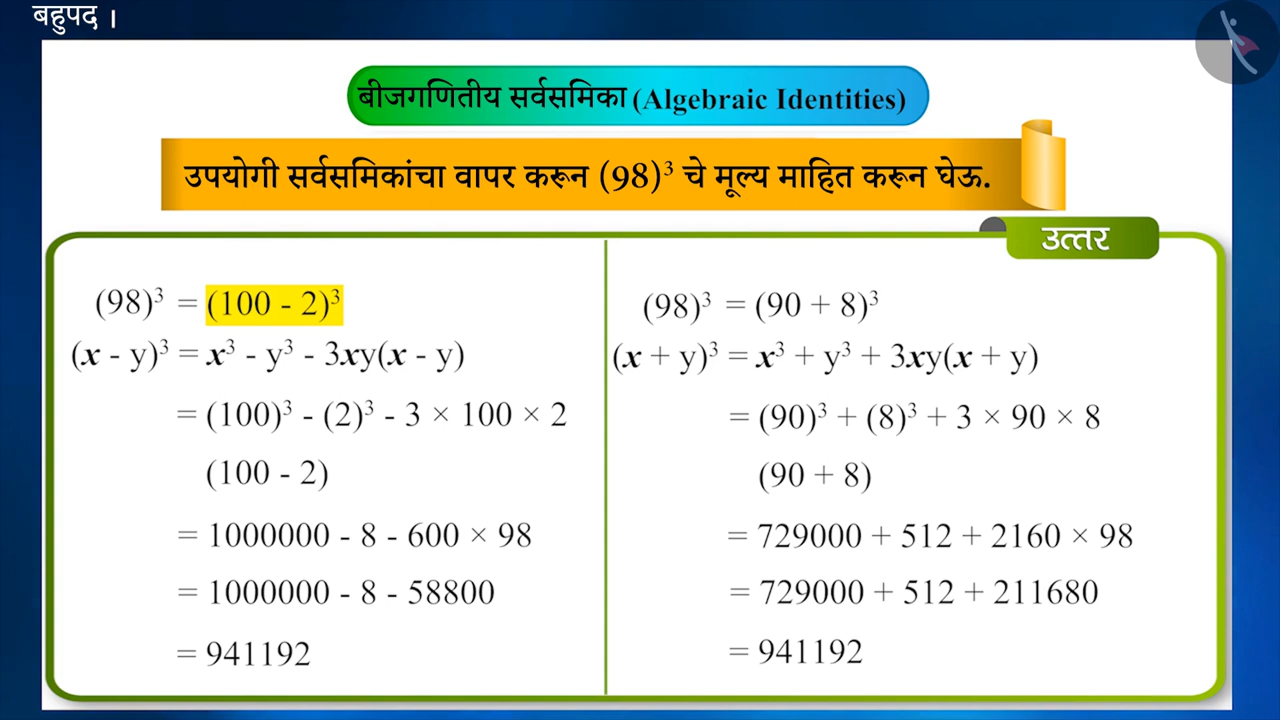 बहुपद ।
बीजगणितीय सर्वसमिका (Algebraic Identities)
उपयोगी सर्वसमिकांचा वापर करून (98)³ चे मूल्य माहित करून घेऊ.
उत्तर
(98)³ = (100 - 2)³
(x - y)³ = x³ - y³ - 3xy(x - y)
= (100)³ - (2)³ - 3 × 100 × 2
(100 - 2)
= 1000000 - 8 - 600 × 98
= 1000000 - 8 - 58800
= 941192
(98)³ = (90 + 8)³
(x + y)³ = x³ + y³ + 3xy(x + y)
= (90)³ + (8)³ + 3 × 90 × 8
(90 + 8)
= 729000 + 512 + 2160 × 98
= 729000 + 512 + 211680
= 941192